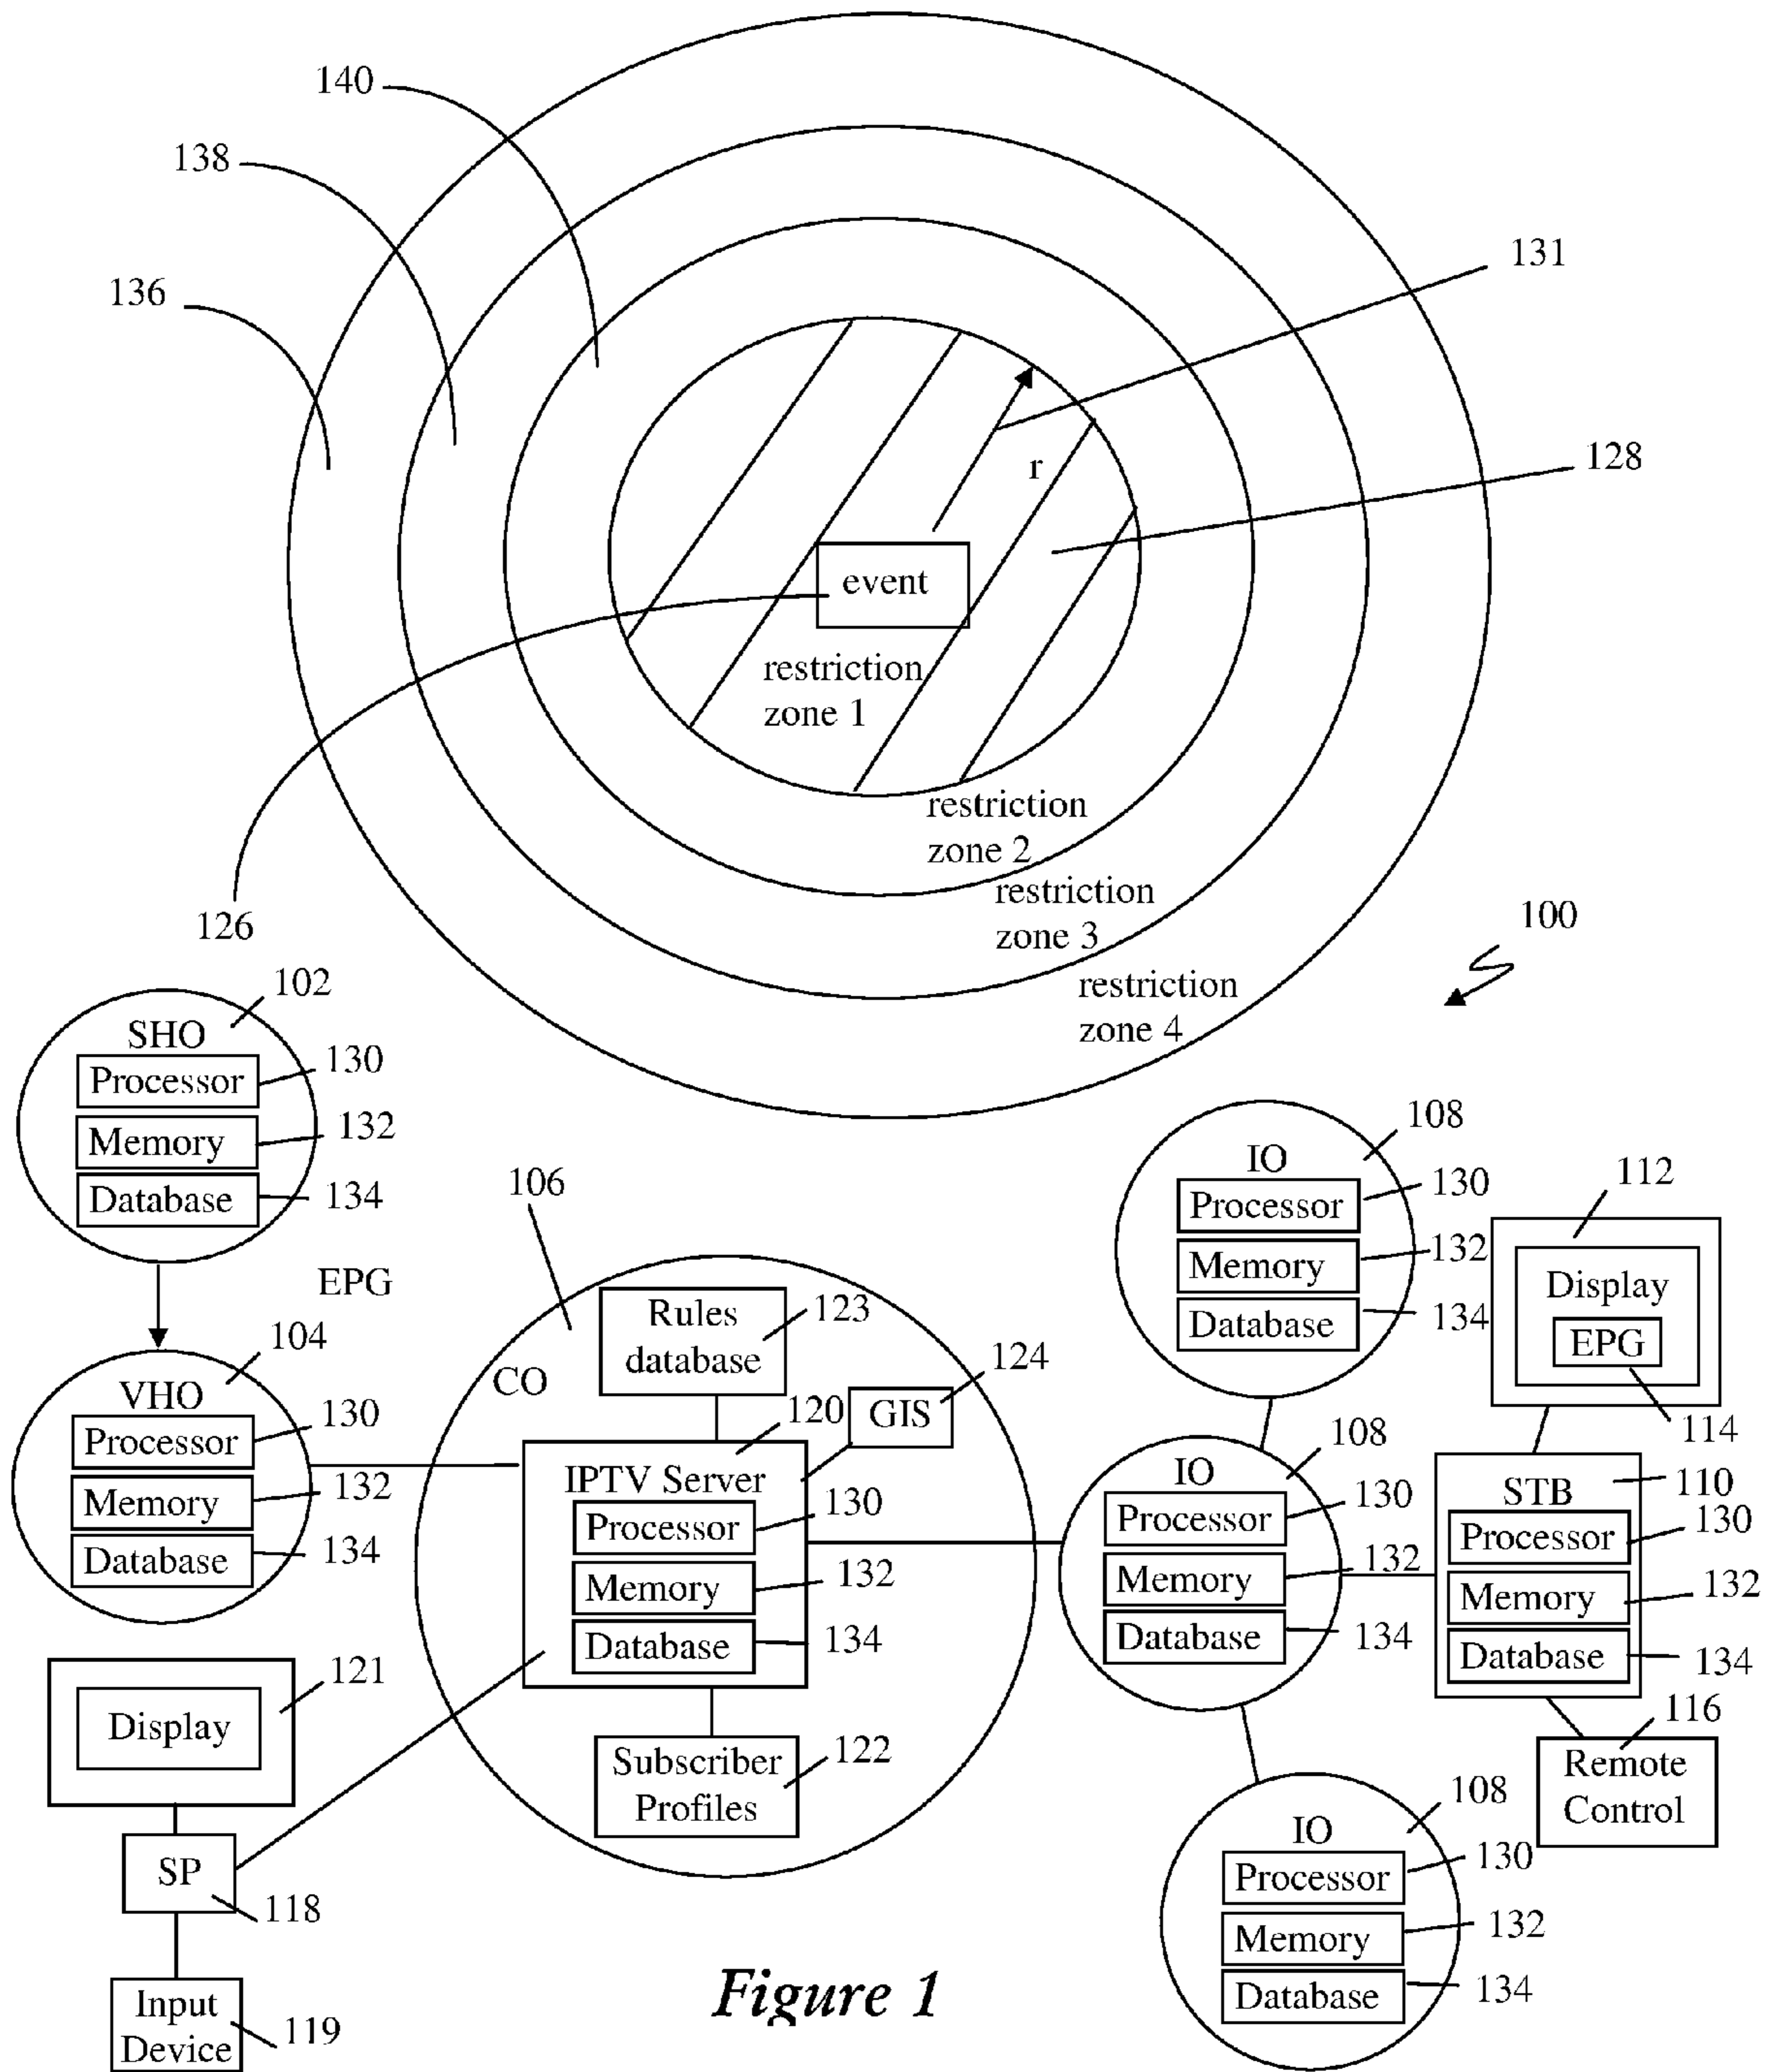 140
138
131
136
128
r
event
restriction
zone 1
restriction
zone 2
restriction
zone 3
126
100
restriction
zone 4
102
SHO
Processor
130
Memory
132
Database
134
EPG
104
VHO
Processor
130
Memory
132
Database
134
106
CO
Rules
database
123
124
GIS
120
IPTV Server
Processor
130
Memory
132
Database
134
Subscriber
Profiles
122
108
IO
Processor
130
Memory
132
Database
134
108
IO
Processor
130
Memory
132
Database
134
108
IO
Processor
130
Memory
132
Database
134
112
Display
EPG
114
STB
110
Processor
130
Memory
132
Database
134
116
Remote
Control
121
Display
SP
118
Input
Device
119
Figure 1